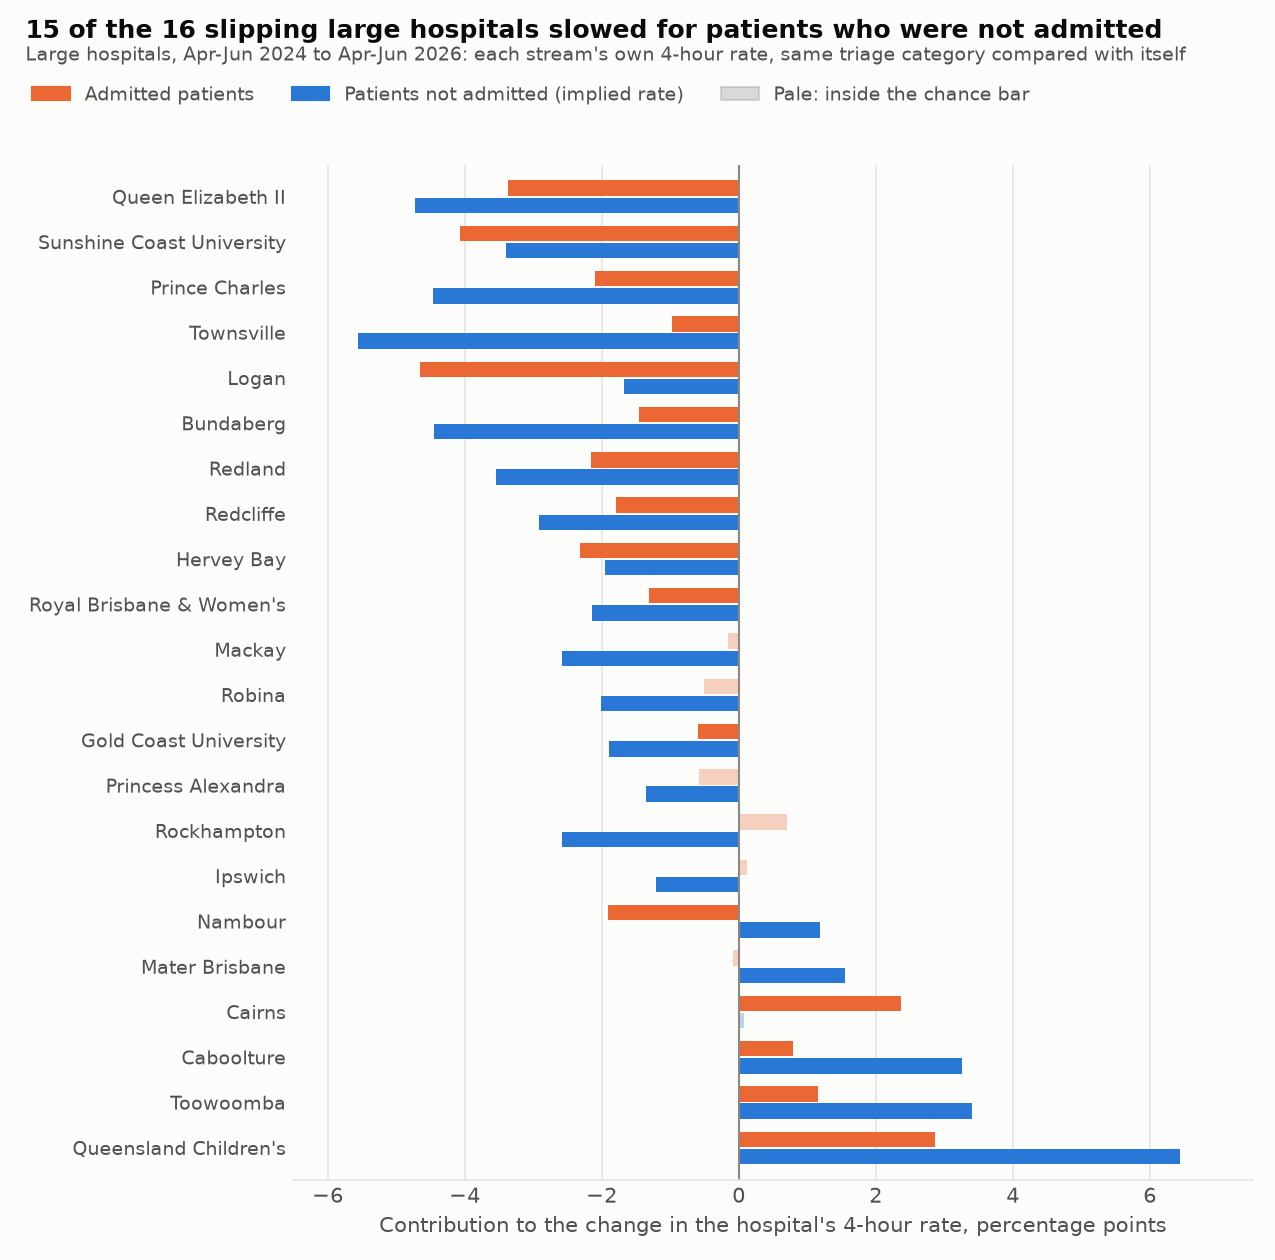 15 of the 16 slipping large hospitals slowed for patients who were not admitted
Large hospitals, Apr-Jun 2024 to Apr-Jun 2026: each stream's own 4-hour rate, same triage category compared with itself
Admitted patients
Patients not admitted (implied rate)
Pale: inside the chance bar
Queen Elizabeth II
Sunshine Coast University
Prince Charles
Townsville
Logan
Bundaberg
Redland
Redcliffe
Hervey Bay
Royal Brisbane & Women's
Mackay
Robina
Gold Coast University
Princess Alexandra
Rockhampton
Ipswich
Nambour
Mater Brisbane
Cairns
Caboolture
Toowoomba
Queensland Children's
−6 −4 −2 0 2 4 6
Contribution to the change in the hospital's 4-hour rate, percentage points